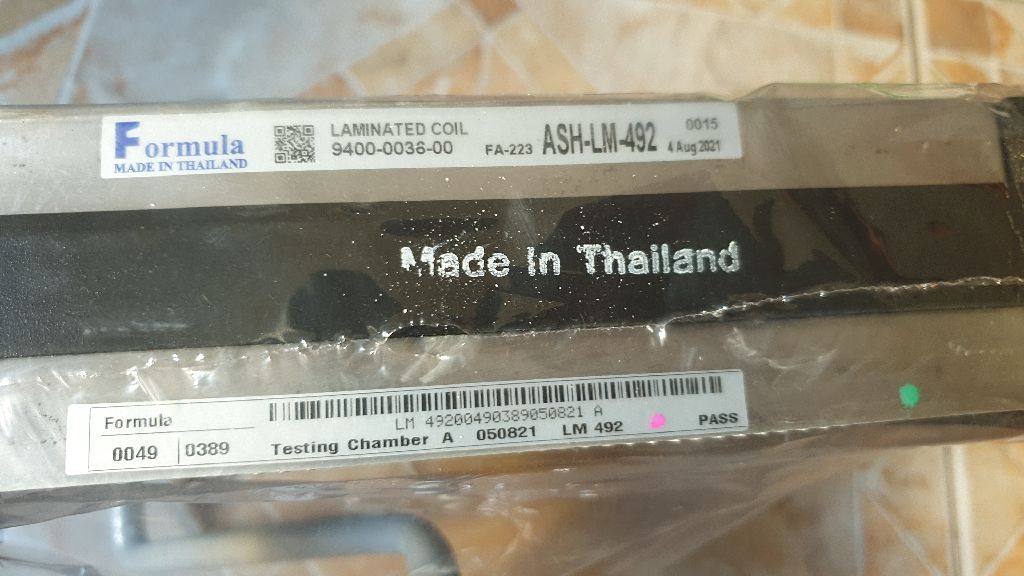 Formula
MADE IN THAILAND
LAMINATED COIL
9400-0036-00
FA-223 ASH-LM-492
0015
4 Aug 2021
Made In Thailand
Formula
0049 0389
LM 49200490389050821 A
Testing Chamber A 050821 LM 492
PASS